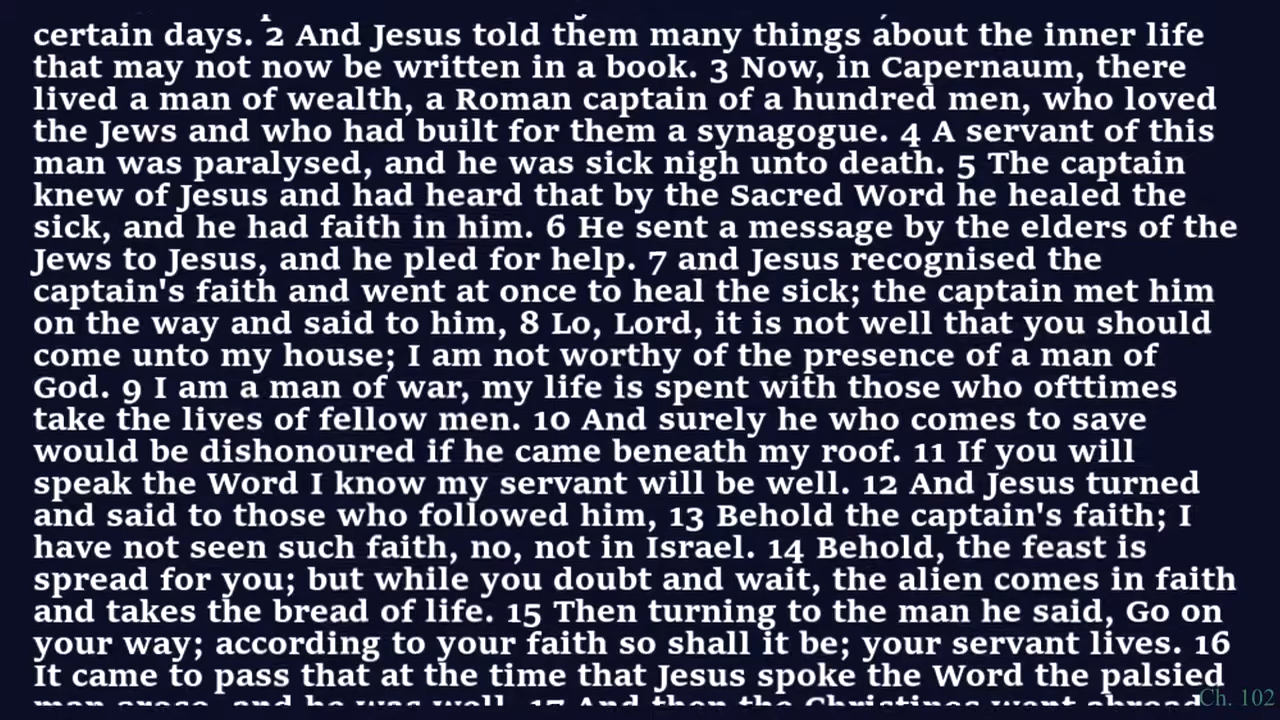 certain days. 2 And Jesus told them many things about the inner life
that may not now be written in a book. 3 Now, in Capernaum, there
lived a man of wealth, a Roman captain of a hundred men, who loved
the Jews and who had built for them a synagogue. 4 A servant of this
man was paralysed, and he was sick nigh unto death. 5 The captain
knew of Jesus and had heard that by the Sacred Word he healed the
sick, and he had faith in him. 6 He sent a message by the elders of the
Jews to Jesus, and he pled for help. 7 and Jesus recognised the
captain's faith and went at once to heal the sick; the captain met him
on the way and said to him, 8 Lo, Lord, it is not well that you should
come unto my house; I am not worthy of the presence of a man of
God. 9 I am a man of war, my life is spent with those who ofttimes
take the lives of fellow men. 10 And surely he who comes to save
would be dishonoured if he came beneath my roof. 11 If you will
speak the Word I know my servant will be well. 12 And Jesus turned
and said to those who followed him, 13 Behold the captain's faith; I
have not seen such faith, no, not in Israel. 14 Behold, the feast is
spread for you; but while you doubt and wait, the alien comes in faith
and takes the bread of life. 15 Then turning to the man he said, Go on
your way; according to your faith so shall it be; your servant lives. 16
It came to pass that at the time that Jesus spoke the Word the palsied
man arose, and he was well. 17 And then the Christines went abroad
Ch. 102